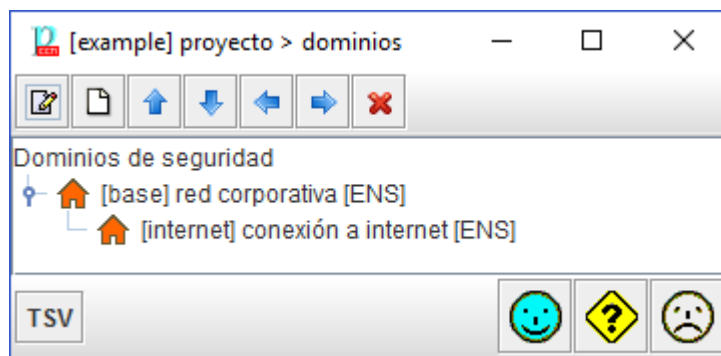 [example] proyecto > dominios
Dominios de seguridad
[base] red corporativa [ENS]
[internet] conexión a internet [ENS]
TSV
?